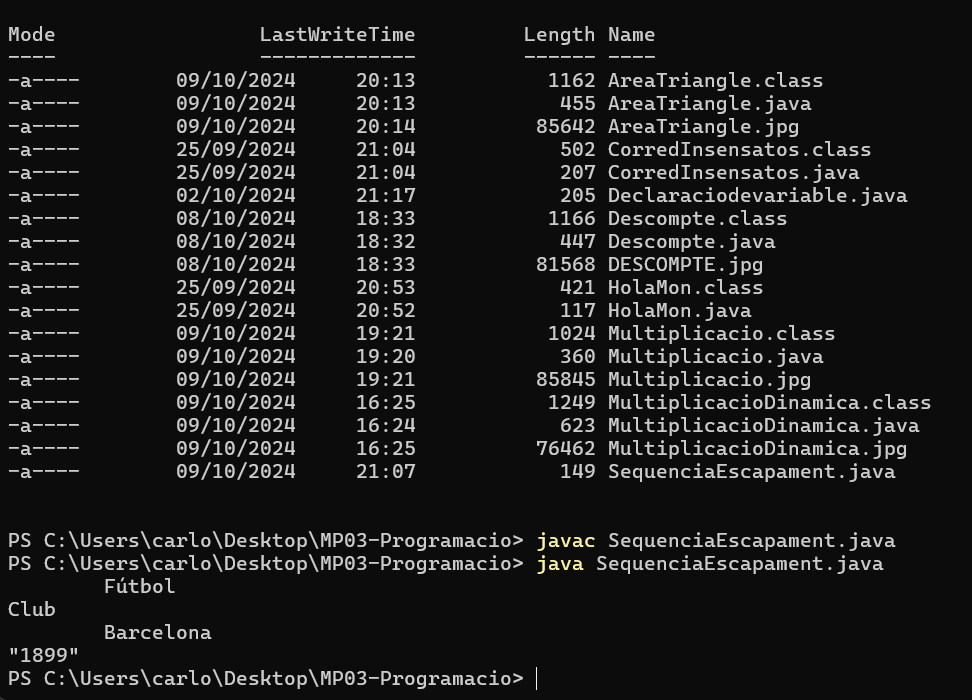 Mode                 LastWriteTime         Length Name
----                 -------------         ------ ----
-a----        09/10/2024     20:13           1162 AreaTriangle.class
-a----        09/10/2024     20:13            455 AreaTriangle.java
-a----        09/10/2024     20:14          85642 AreaTriangle.jpg
-a----        25/09/2024     21:04            502 CorredInsensatos.class
-a----        25/09/2024     21:04            207 CorredInsensatos.java
-a----        02/10/2024     21:17            205 Declaraciodevariable.java
-a----        08/10/2024     18:33           1166 Descompte.class
-a----        08/10/2024     18:32            447 Descompte.java
-a----        08/10/2024     18:33          81568 DESCOMPTE.jpg
-a----        25/09/2024     20:53            421 HolaMon.class
-a----        25/09/2024     20:52            117 HolaMon.java
-a----        09/10/2024     19:21           1024 Multiplicacio.class
-a----        09/10/2024     19:20            360 Multiplicacio.java
-a----        09/10/2024     19:21          85845 Multiplicacio.jpg
-a----        09/10/2024     16:25           1249 MultiplicacioDinamica.class
-a----        09/10/2024     16:24            623 MultiplicacioDinamica.java
-a----        09/10/2024     16:25          76462 MultiplicacioDinamica.jpg
-a----        09/10/2024     21:07            149 SequenciaEscapament.java
PS C:\Users\carlo\Desktop\MP03-Programacio> javac SequenciaEscapament.java
PS C:\Users\carlo\Desktop\MP03-Programacio> java SequenciaEscapament.java
        Fútbol
Club
        Barcelona
"1899"
PS C:\Users\carlo\Desktop\MP03-Programacio>